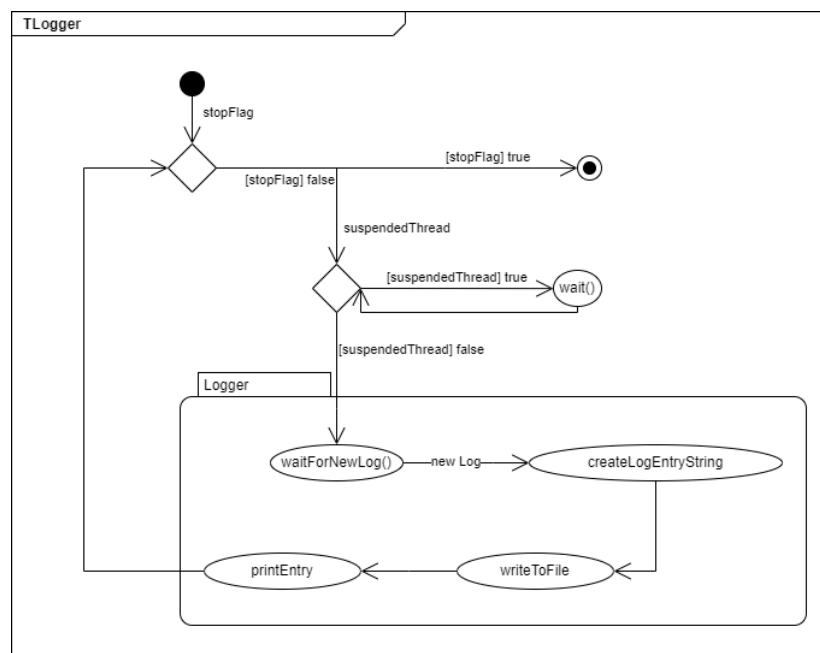 TLogger
stopFlag
[stopFlag] true
[stopFlag] false
suspendedThread
[suspendedThread] true
wait()
[suspendedThread] false
Logger
waitForNewLog()
new Log
createLogEntryString
printEntry
writeToFile